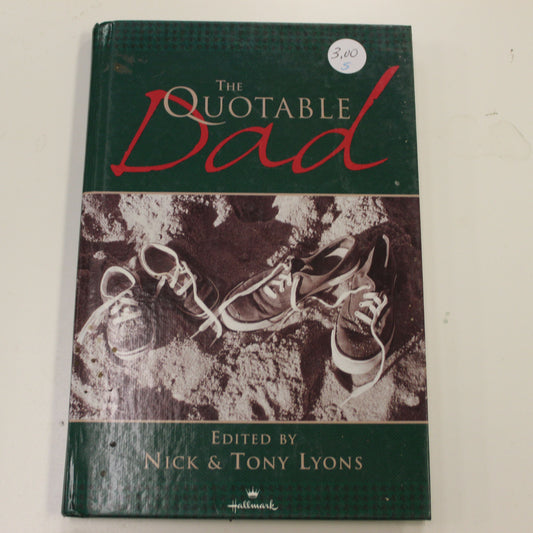 3,00
S
THE
QUOTABLE
Dad
EDITED BY
NICK & TONY LYONS
Hallmark